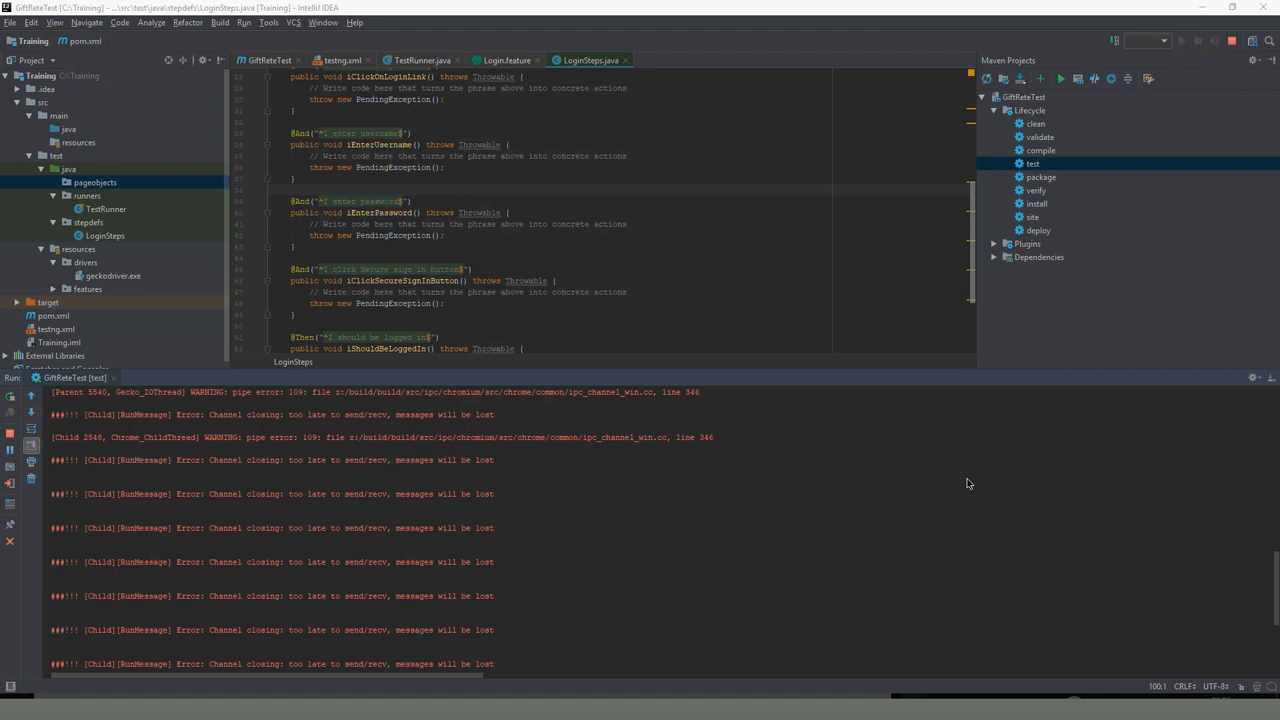 GiftReteTest [C:\Training] - ...\src\test\java\stepdefs\LoginSteps.java [Training] - IntelliJ IDEA
File Edit View Navigate Code Analyze Refactor Build Run Tools VCS Window Help
Training pom.xml
Project
GiftReteTest testng.xml TestRunner.java Login.feature LoginSteps.java
Maven Projects
Training C:\Training
.idea
src
main
java
resources
test
java
pageobjects
runners
TestRunner
stepdefs
LoginSteps
resources
drivers
geckodriver.exe
features
target
pom.xml
testng.xml
Training.iml
External Libraries
public void iClickOnLoginLink() throws Throwable {
// Write code here that turns the phrase above into concrete actions
throw new PendingException();
}
@And("^I enter username$")
public void iEnterUsername() throws Throwable {
// Write code here that turns the phrase above into concrete actions
throw new PendingException();
}
@And("^I enter password$")
public void iEnterPassword() throws Throwable {
// Write code here that turns the phrase above into concrete actions
throw new PendingException();
}
@And("^I click Secure sign in button$")
public void iClickSecureSignInButton() throws Throwable {
// Write code here that turns the phrase above into concrete actions
throw new PendingException();
}
@Then("^I should be logged in$")
public void iShouldBeLoggedIn() throws Throwable {
LoginSteps
GiftReteTest
Lifecycle
clean
validate
compile
test
package
verify
install
site
deploy
Plugins
Dependencies
Run: GiftReteTest [test]
[Parent 5540, Gecko_IOThread] WARNING: pipe error: 109: file z:/build/build/src/ipc/chromium/src/chrome/common/ipc_channel_win.cc, line 346
###!!! [Child][RunMessage] Error: Channel closing: too late to send/recv, messages will be lost
[Child 2548, Chrome_ChildThread] WARNING: pipe error: 109: file z:/build/build/src/ipc/chromium/src/chrome/common/ipc_channel_win.cc, line 346
###!!! [Child][RunMessage] Error: Channel closing: too late to send/recv, messages will be lost
###!!! [Child][RunMessage] Error: Channel closing: too late to send/recv, messages will be lost
###!!! [Child][RunMessage] Error: Channel closing: too late to send/recv, messages will be lost
###!!! [Child][RunMessage] Error: Channel closing: too late to send/recv, messages will be lost
###!!! [Child][RunMessage] Error: Channel closing: too late to send/recv, messages will be lost
###!!! [Child][RunMessage] Error: Channel closing: too late to send/recv, messages will be lost
###!!! [Child][RunMessage] Error: Channel closing: too late to send/recv, messages will be lost
100:1 CRLF÷ UTF-8÷